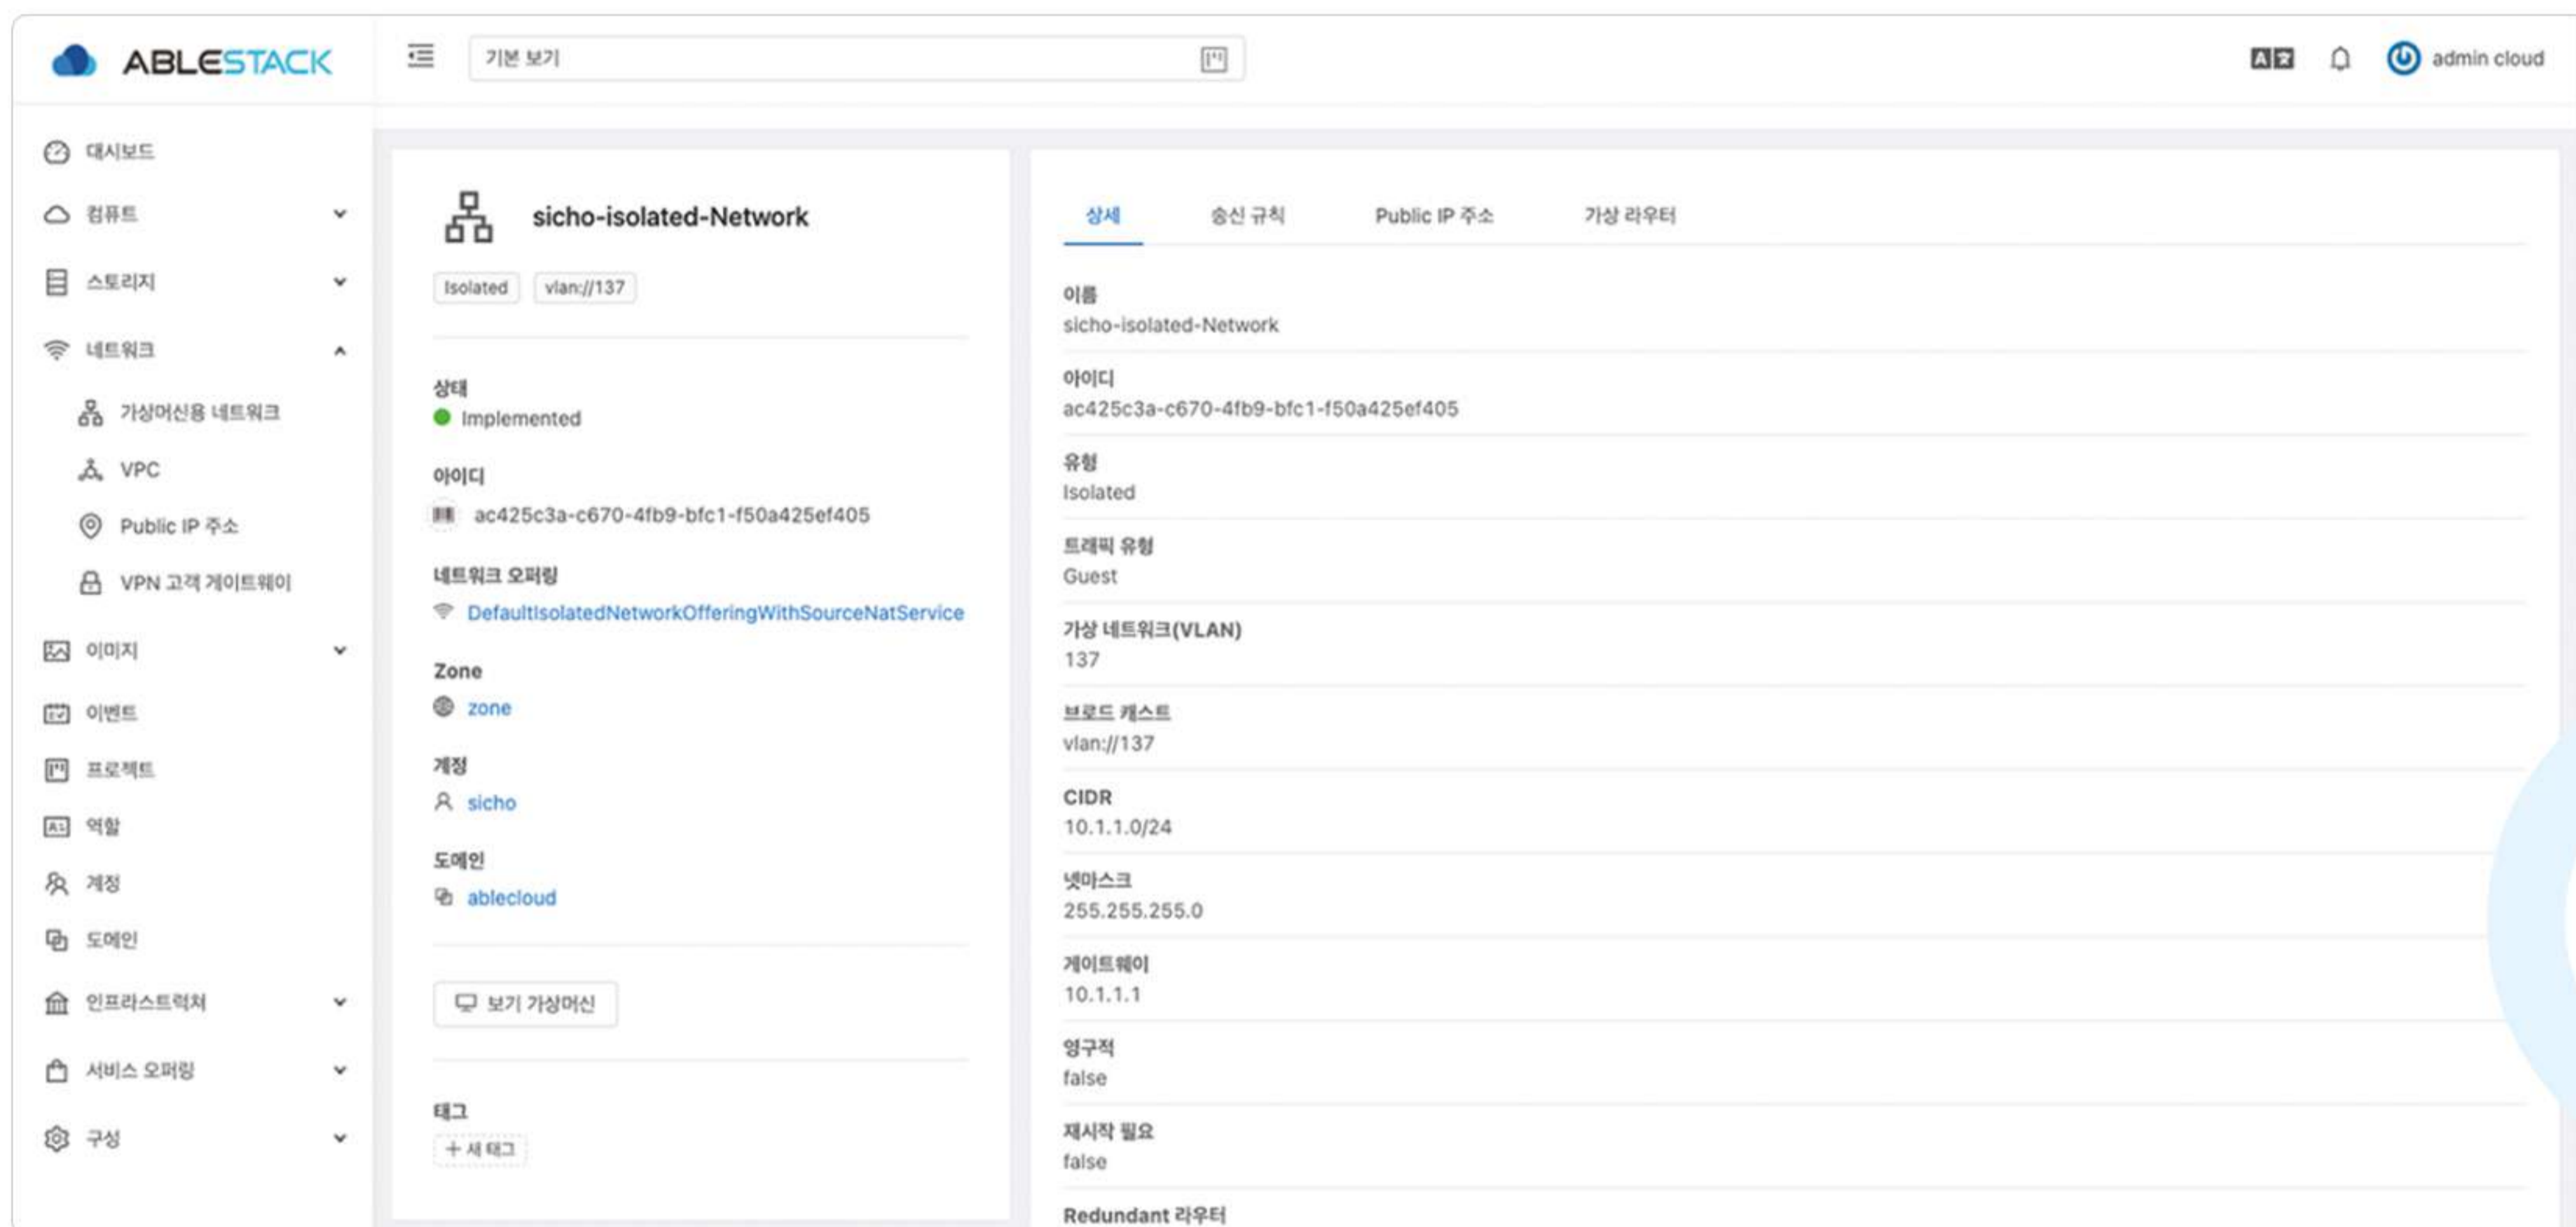 ABLESTACK
기본 보기
admin cloud
대시보드
컴퓨트
스토리지
네트워크
가상머신용 네트워크
VPC
Public IP 주소
VPN 고객 게이트웨이
이미지
이벤트
프로젝트
역할
계정
도메인
인프라스트럭쳐
서비스 오퍼링
구성
sicho-isolated-Network
Isolated vlan://137
상태
Implemented
아이디
ac425c3a-c670-4fb9-bfc1-f50a425ef405
네트워크 오퍼링
DefaultIsolatedNetworkOfferingWithSourceNatService
Zone
zone
계정
sicho
도메인
ablecloud
보기 가상머신
태그
+ 새 태그
상세 송신 규칙 Public IP 주소 가상 라우터
이름
sicho-isolated-Network
아이디
ac425c3a-c670-4fb9-bfc1-f50a425ef405
유형
Isolated
트래픽 유형
Guest
가상 네트워크(VLAN)
137
브로드 캐스트
vlan://137
CIDR
10.1.1.0/24
넷마스크
255.255.255.0
게이트웨이
10.1.1.1
영구적
false
재시작 필요
false
Redundant 라우터